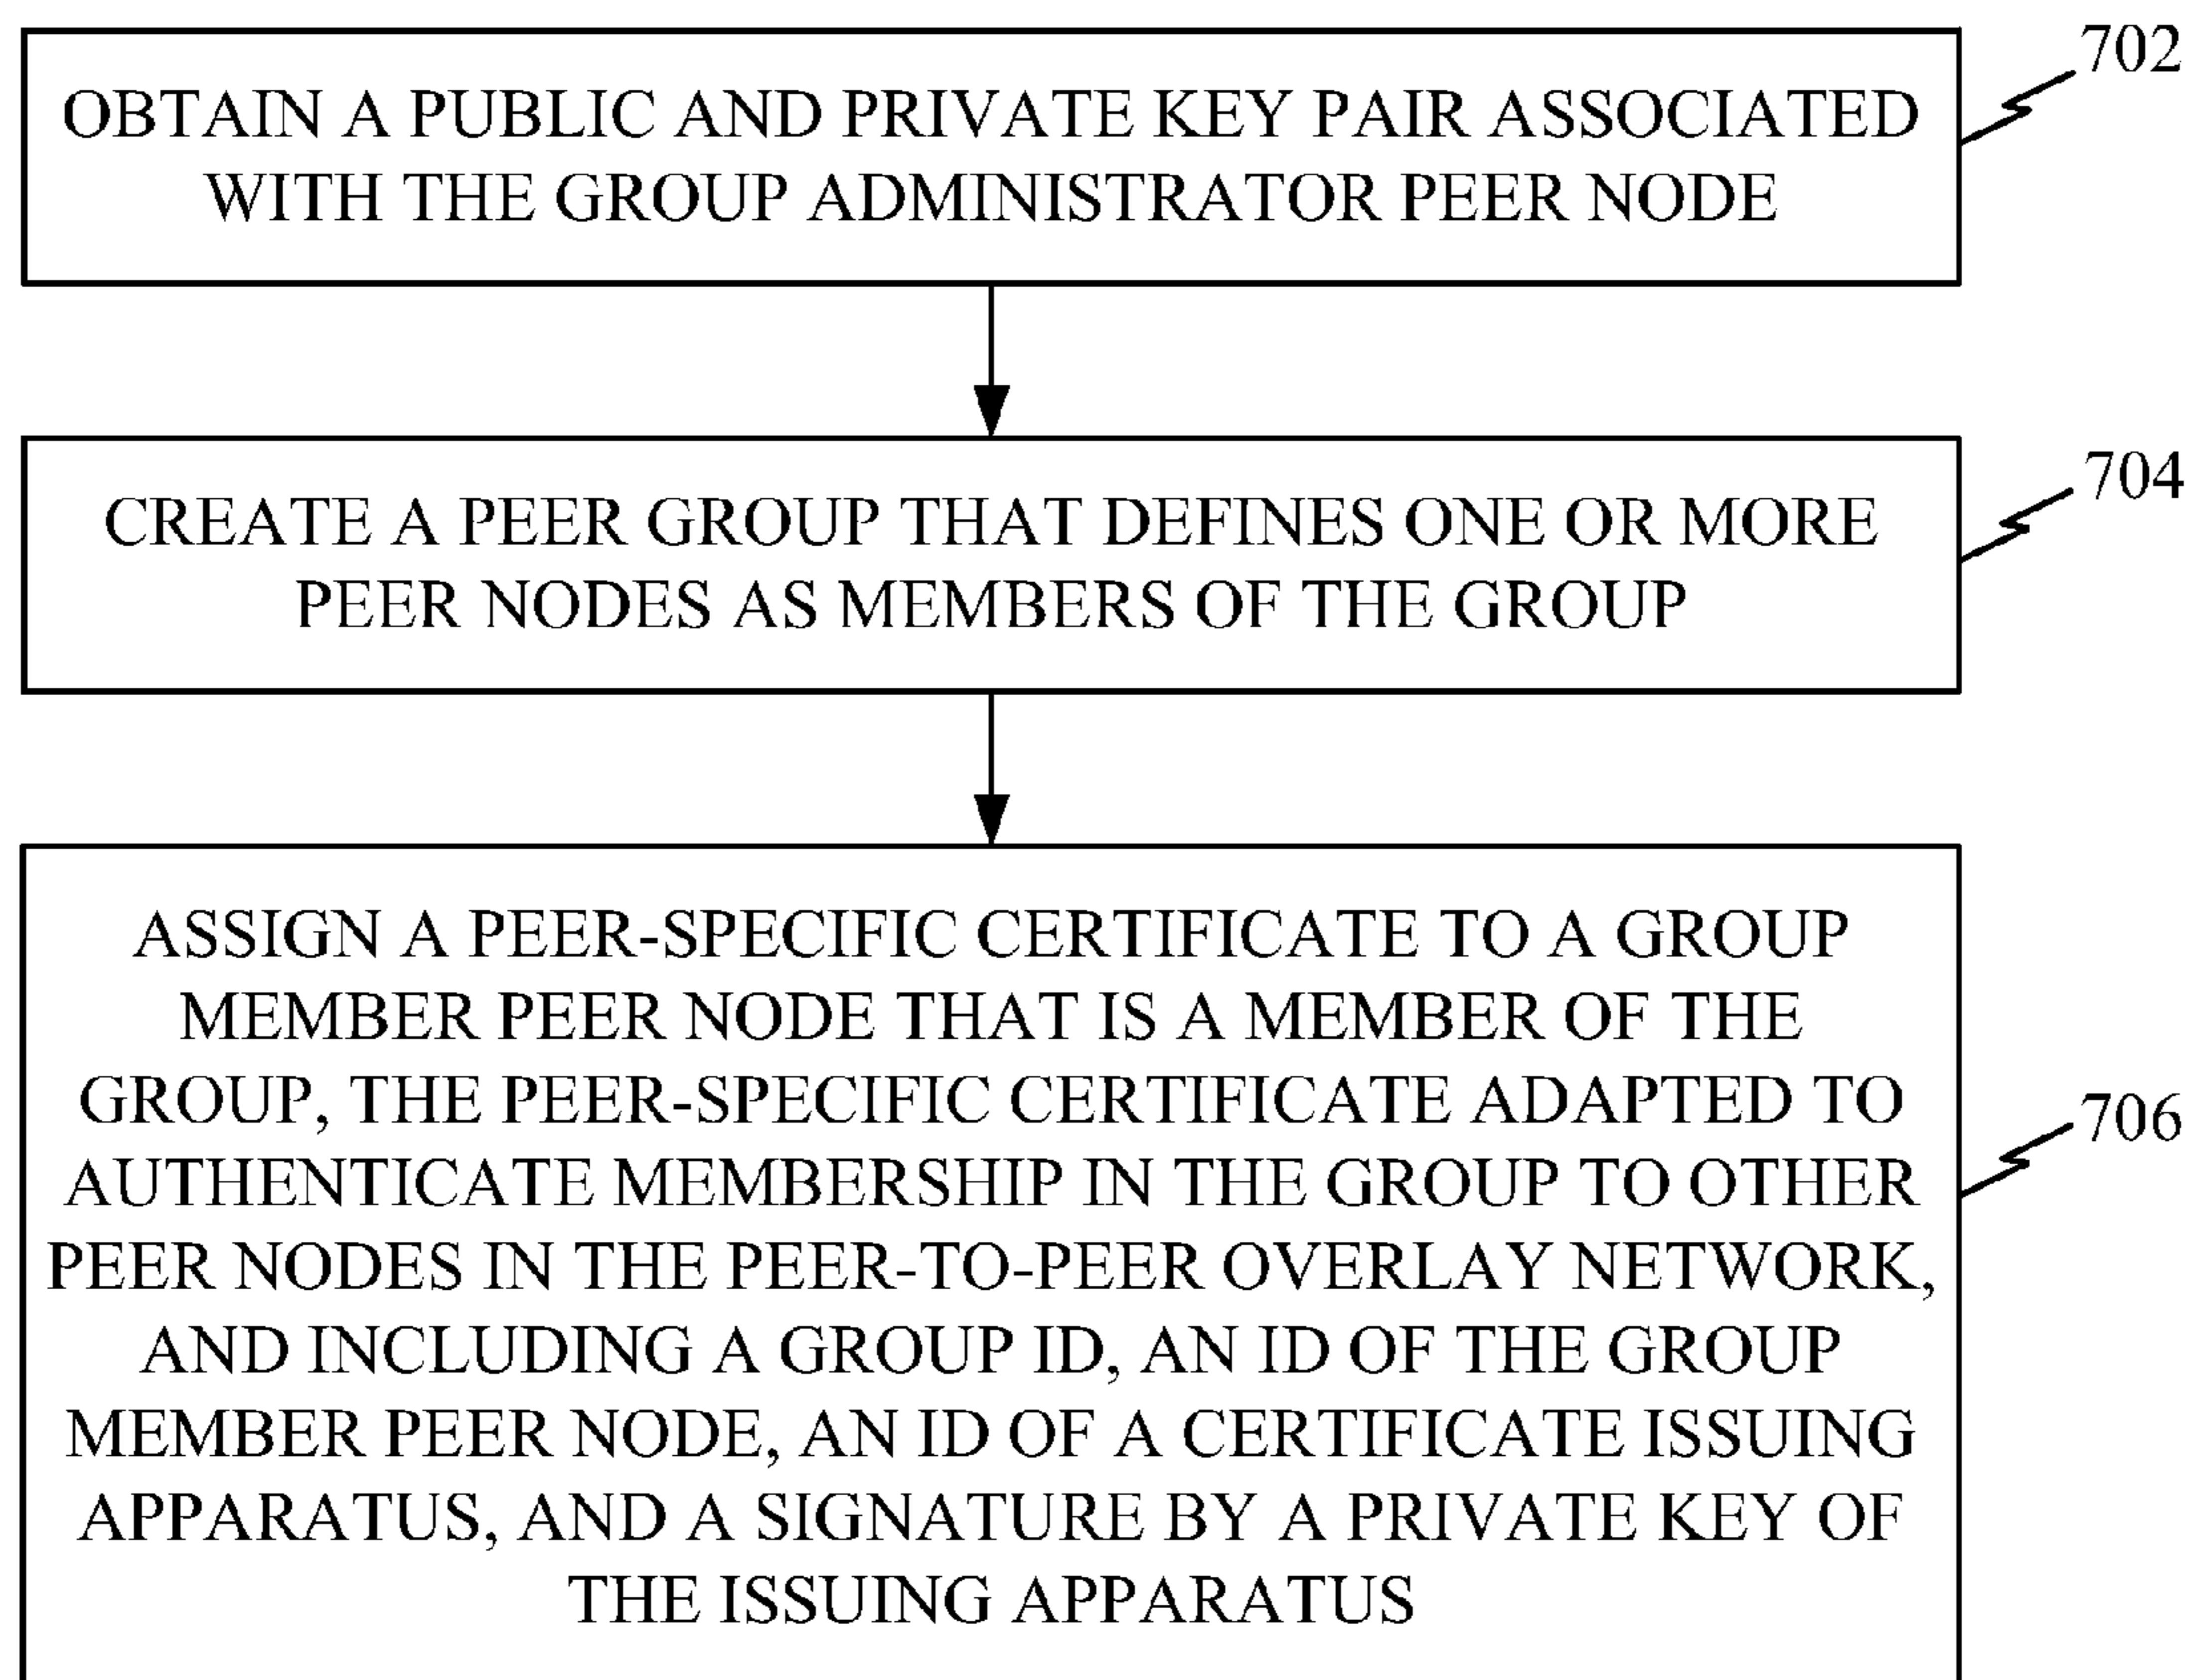 702
OBTAIN A PUBLIC AND PRIVATE KEY PAIR ASSOCIATED
WITH THE GROUP ADMINISTRATOR PEER NODE
704
CREATE A PEER GROUP THAT DEFINES ONE OR MORE
PEER NODES AS MEMBERS OF THE GROUP
ASSIGN A PEER-SPECIFIC CERTIFICATE TO A GROUP
MEMBER PEER NODE THAT IS A MEMBER OF THE
GROUP, THE PEER-SPECIFIC CERTIFICATE ADAPTED TO
706
AUTHENTICATE MEMBERSHIP IN THE GROUP TO OTHER
PEER NODES IN THE PEER-TO-PEER OVERLAY NETWORK,
AND INCLUDING A GROUP ID, AN ID OF THE GROUP
MEMBER PEER NODE, AN ID OF A CERTIFICATE ISSUING
APPARATUS, AND A SIGNATURE BY A PRIVATE KEY OF
THE ISSUING APPARATUS